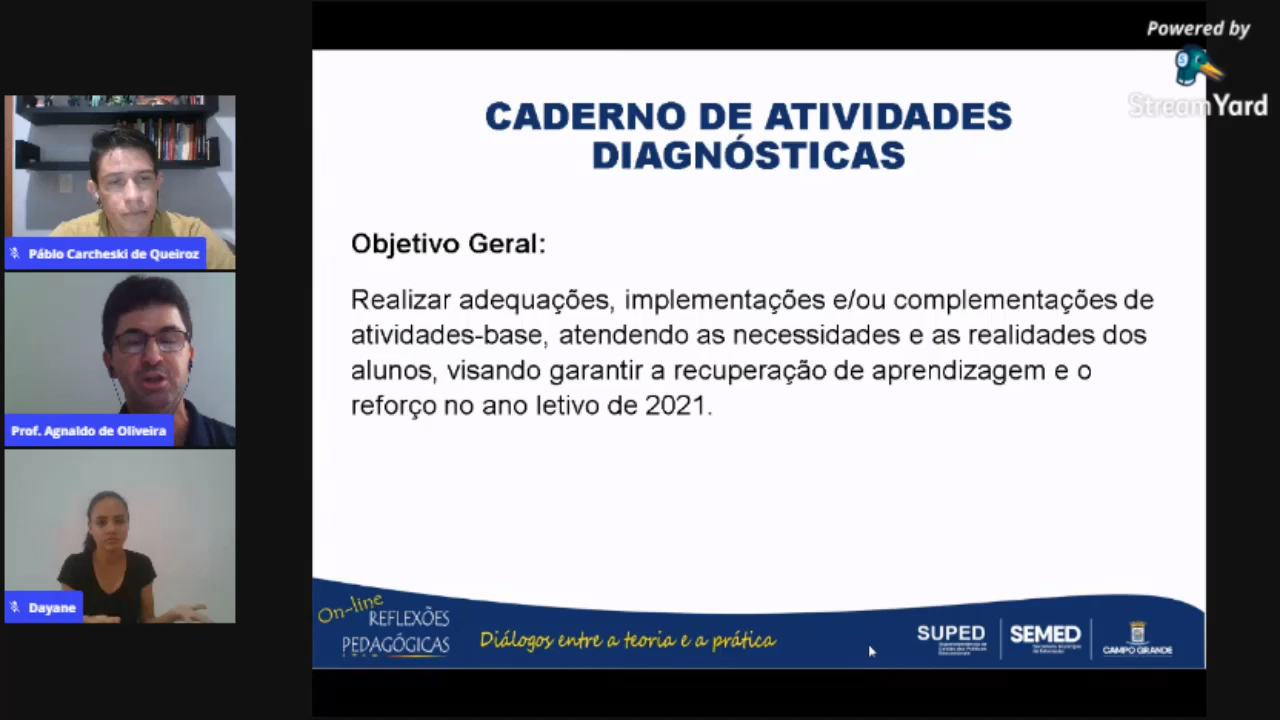 Powered by
StreamYard
CADERNO DE ATIVIDADES
DIAGNÓSTICAS
Objetivo Geral:
Realizar adequações, implementações e/ou complementações de
atividades-base, atendendo as necessidades e as realidades dos
alunos, visando garantir a recuperação de aprendizagem e o
reforço no ano letivo de 2021.
Páblo Carcheski de Queiroz
Prof. Agnaldo de Oliveira
Dayane
On-line
REFLEXÕES
PEDAGÓGICAS
Diálogos entre a teoria e a prática
SUPED
SEMED
CAMPO GRANDE